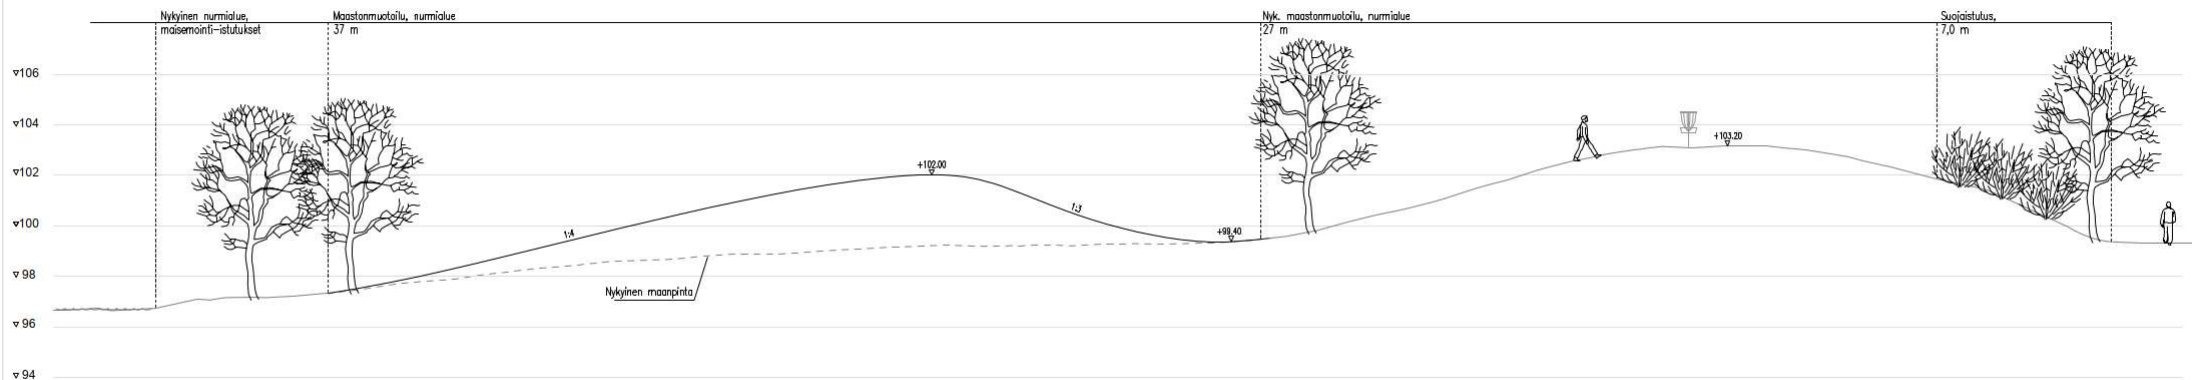 Nykyinen nurmialue,
maisemointi-istutukset
Maastonmuotoilu, nurmialue
37 m
Nyk. maastonmuotoilu, nurmialue
27 m
Suojaistutus,
7,0 m
106
104
102
100
98
96
94
+102.00
+103.20
+99.40
1:4
1:3
Nykyinen maanpinta